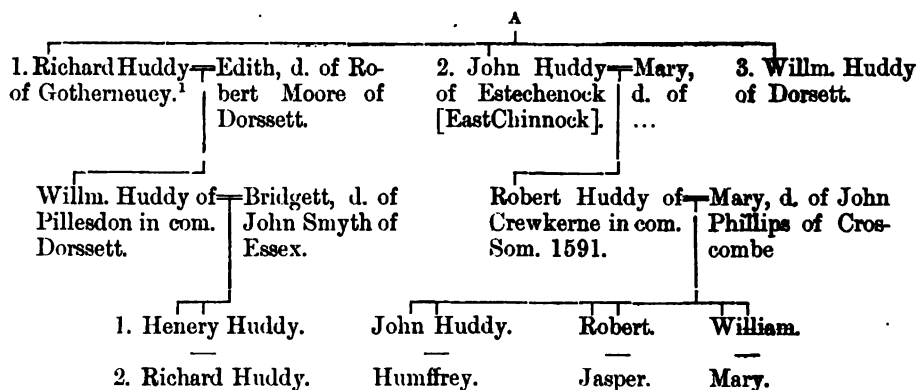 A
1. Richard Huddy
of Gotherneucy.¹
Edith, d. of Ro-
bert Moore of
Dorssett.
2. John Huddy
of Estechenock
[EastChinnock].
Mary,
d. of
...
3. Willm. Huddy
of Dorsett.
Willm. Huddy of
Pillesdon in com.
Dorssett.
Bridgett, d. of
John Smyth of
Essex.
Robert Huddy of
Crewkerne in com.
Som. 1591.
Mary, d. of John
Phillips of Cros-
combe
1. Henery Huddy.
John Huddy.
Robert.
William.
2. Richard Huddy.
Humffrey.
Jasper.
Mary.